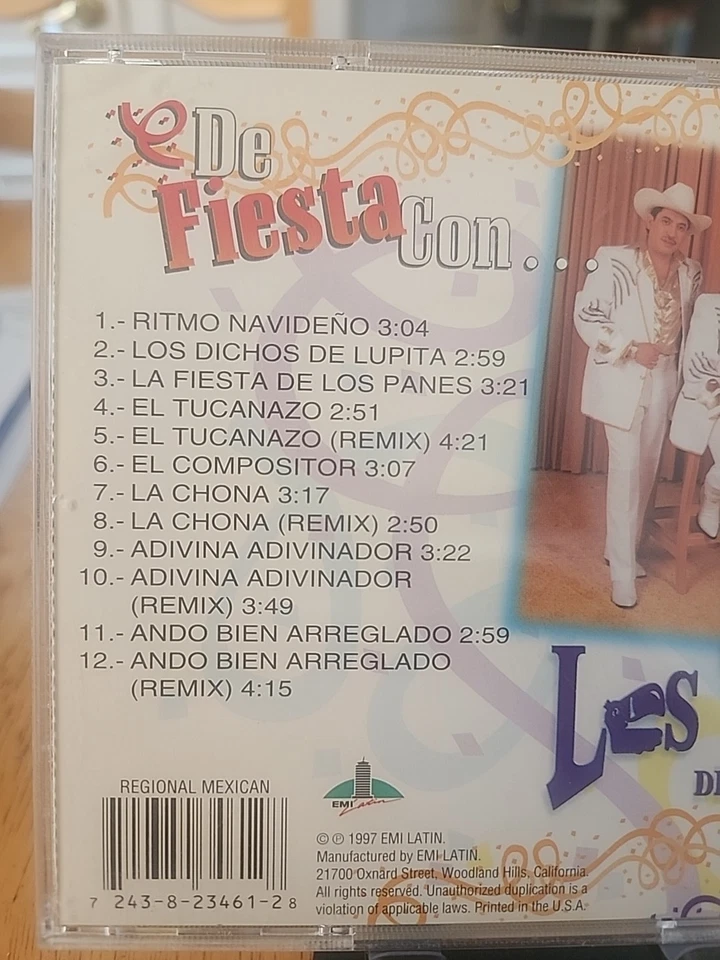 De
Fiesta
Con...
1.- RITMO NAVIDEÑO 3:04
2.- LOS DICHOS DE LUPITA 2:59
3.- LA FIESTA DE LOS PANES 3:21
4.- EL TUCANAZO 2:51
5.- EL TUCANAZO (REMIX) 4:21
6.- EL COMPOSITOR 3:07
7.- LA CHONA 3:17
8.- LA CHONA (REMIX) 2:50
9.- ADIVINA ADIVINADOR 3:22
10.- ADIVINA ADIVINADOR
(REMIX) 3:49
11.- ANDO BIEN ARREGLADO 2:59
12.- ANDO BIEN ARREGLADO
(REMIX) 4:15
Los
REGIONAL MEXICAN
7 243-8-23461-2 8
EMI Latin
© ℗ 1997 EMI LATIN.
Manufactured by EMI LATIN.
21700 Oxnard Street, Woodland Hills, California.
All rights reserved. Unauthorized duplication is a
violation of applicable laws. Printed in the U.S.A.